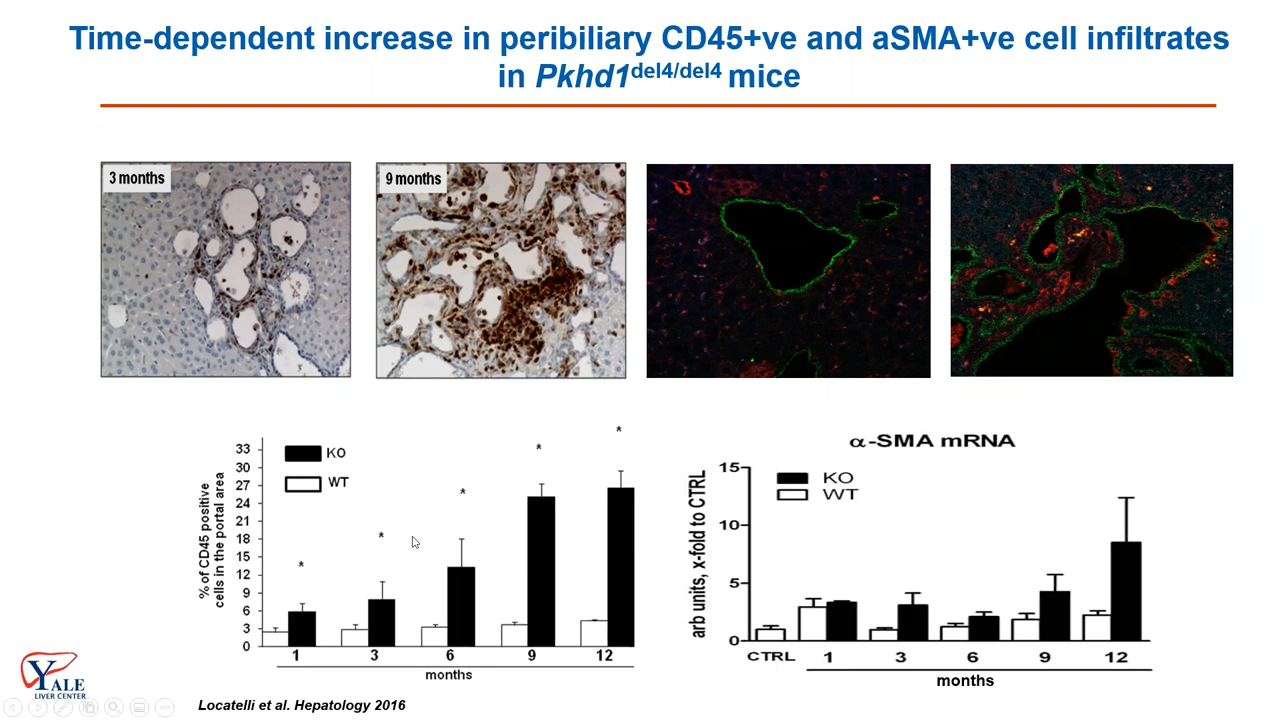 Time-dependent increase in peribiliary CD45+ve and aSMA+ve cell infiltrates
in Pkhd1del4/del4 mice
3 months
9 months
% of CD45 positive
cells in the portal area
33
30
27
24
21
18
15
12
9
6
3
0
KO
WT
*
*
*
*
*
1 3 6 9 12
months
α-SMA mRNA
arb units, x-fold to CTRL
15
10
5
0
KO
WT
CTRL 1 3 6 9 12
months
YALE
LIVER CENTER
Locatelli et al. Hepatology 2016